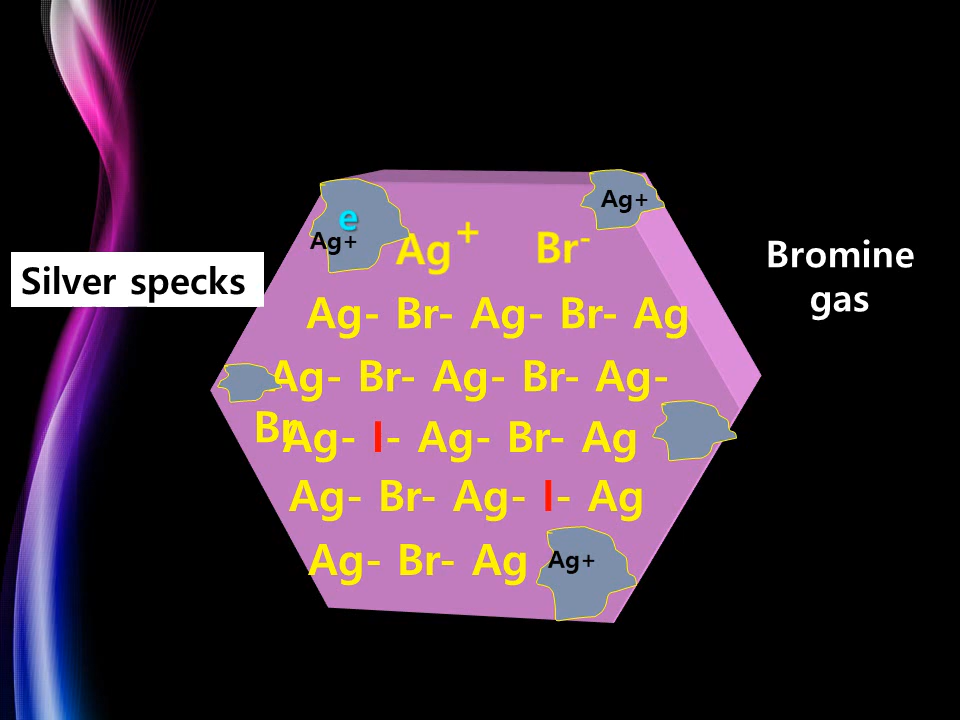 Ag+
e
Ag+
Ag+ Br-
Bromine
gas
Silver specks
Ag- Br- Ag- Br- Ag
Ag- Br- Ag- Br- Ag-
Br
Ag- I- Ag- Br- Ag
Ag- Br- Ag- I- Ag
Ag- Br- Ag
Ag+